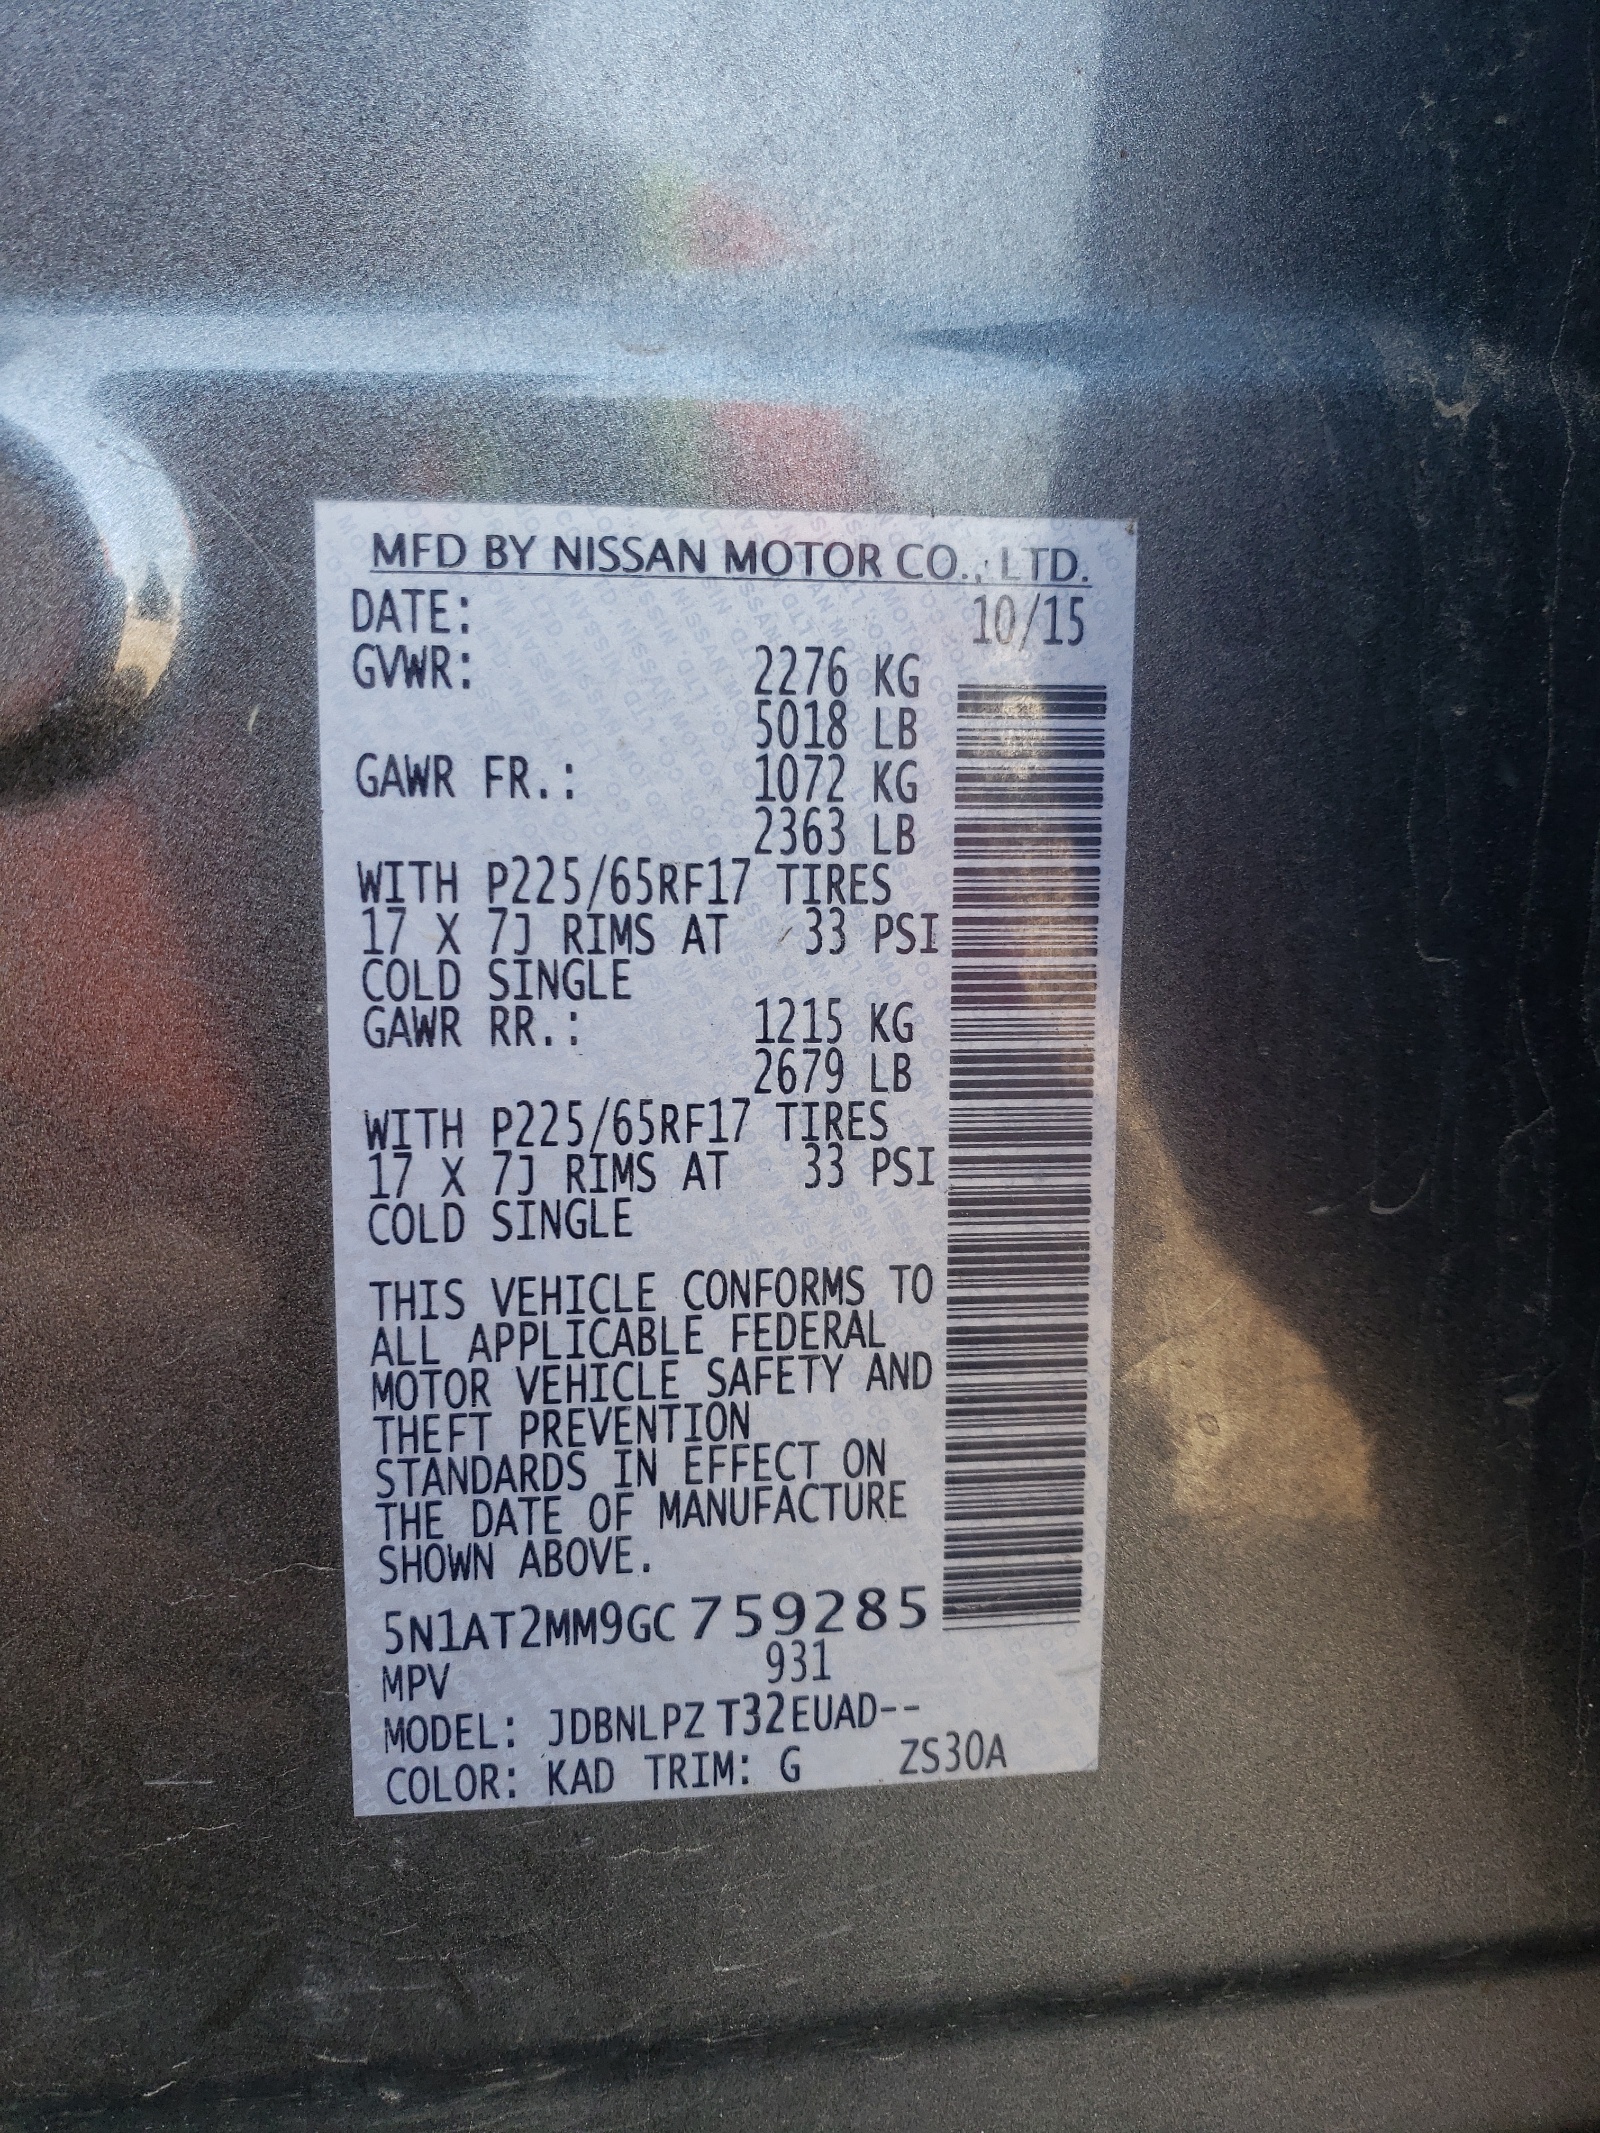 MFD BY NISSAN MOTOR CO., LTD.
DATE: 10/15
GVWR: 2276 KG
5018 LB
GAWR FR.: 1072 KG
2363 LB
WITH P225/65RF17 TIRES
17 X 7J RIMS AT 33 PSI
COLD SINGLE
GAWR RR.: 1215 KG
2679 LB
WITH P225/65RF17 TIRES
17 X 7J RIMS AT 33 PSI
COLD SINGLE
THIS VEHICLE CONFORMS TO
ALL APPLICABLE FEDERAL
MOTOR VEHICLE SAFETY AND
THEFT PREVENTION
STANDARDS IN EFFECT ON
THE DATE OF MANUFACTURE
SHOWN ABOVE.
5N1AT2MM9GC759285
MPV 931
MODEL: JDBNLPZ T32EUAD--
COLOR: KAD TRIM: G ZS30A